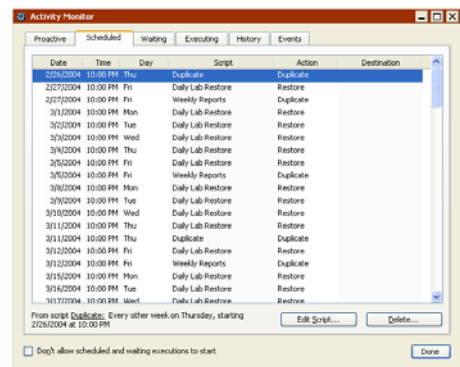 Activity Monitor
Proactive Scheduled Waiting Executing History Events
Date Time Day Script Action Destination
2/26/2004 10:00 PM Thu Duplicate Duplicate
2/27/2004 10:00 PM Fri Daily Lab Restore Restore
2/27/2004 10:00 PM Fri Weekly Reports Duplicate
3/1/2004 10:00 PM Mon Daily Lab Restore Restore
3/2/2004 10:00 PM Tue Daily Lab Restore Restore
3/3/2004 10:00 PM Wed Daily Lab Restore Restore
3/4/2004 10:00 PM Thu Daily Lab Restore Restore
3/5/2004 10:00 PM Fri Daily Lab Restore Restore
3/5/2004 10:00 PM Fri Weekly Reports Duplicate
3/8/2004 10:00 PM Mon Daily Lab Restore Restore
3/9/2004 10:00 PM Tue Daily Lab Restore Restore
3/10/2004 10:00 PM Wed Daily Lab Restore Restore
3/11/2004 10:00 PM Thu Daily Lab Restore Restore
3/11/2004 10:00 PM Thu Duplicate Duplicate
3/12/2004 10:00 PM Fri Daily Lab Restore Restore
3/12/2004 10:00 PM Fri Weekly Reports Duplicate
3/15/2004 10:00 PM Mon Daily Lab Restore Restore
3/16/2004 10:00 PM Tue Daily Lab Restore Restore
3/17/2004 10:00 PM Wed Daily Lab Restore Restore
From script Duplicate: Every other week on Thursday, starting
2/26/2004 at 10:00 PM
Edit Script... Delete...
Don't allow scheduled and waiting executions to start
Done